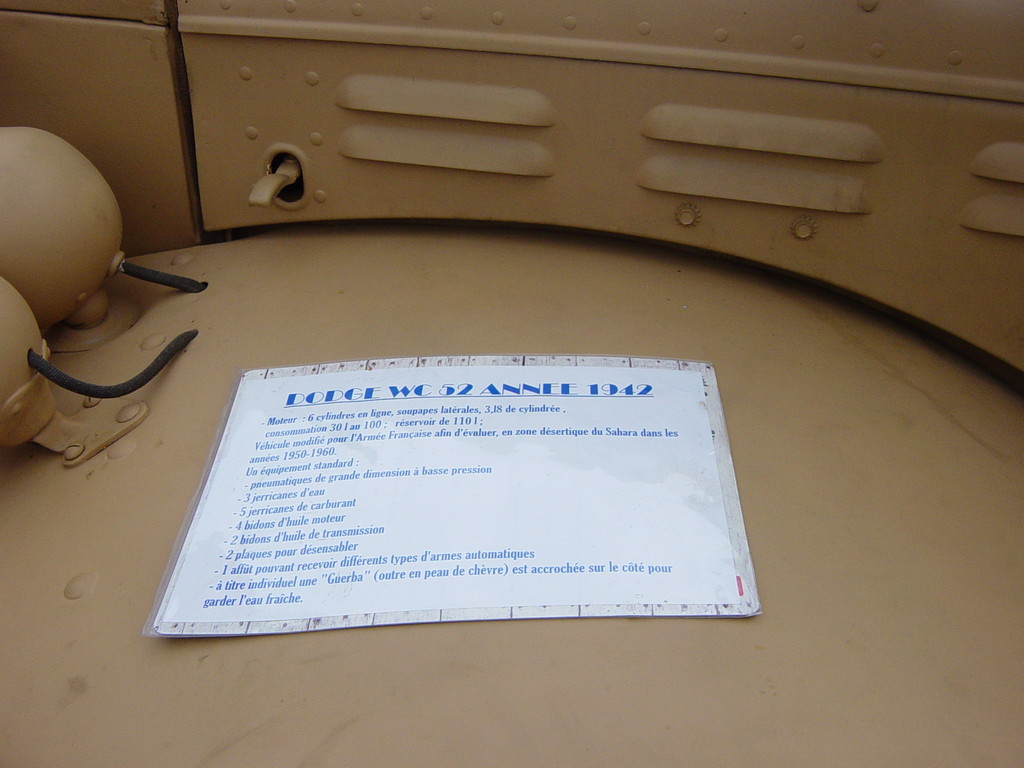 DODGE WC 52 ANNEE 1942
- Moteur : 6 cylindres en ligne, soupapes latérales, 3,l8 de cylindrée ,
consommation 30 l au 100 ; réservoir de 110 l ;
Véhicule modifié pour l'Armée Française afin d'évoluer, en zone désertique du Sahara dans les
années 1950-1960.
Un équipement standard :
- pneumatiques de grande dimension à basse pression
- 3 jerricanes d'eau
- 5 jerricanes de carburant
- 4 bidons d'huile moteur
- 2 bidons d'huile de transmission
- 2 plaques pour désensabler
- 1 affût pouvant recevoir différents types d'armes automatiques
- à titre individuel une "Guerba" (outre en peau de chèvre) est accrochée sur le côté pour
garder l'eau fraîche.